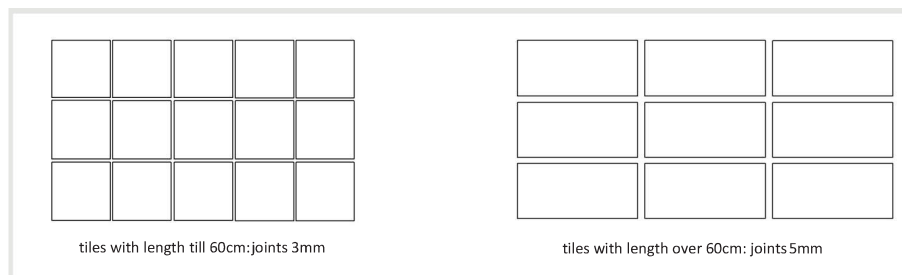 tiles with length till 60cm: joints 3mm
tiles with length over 60cm: joints 5mm